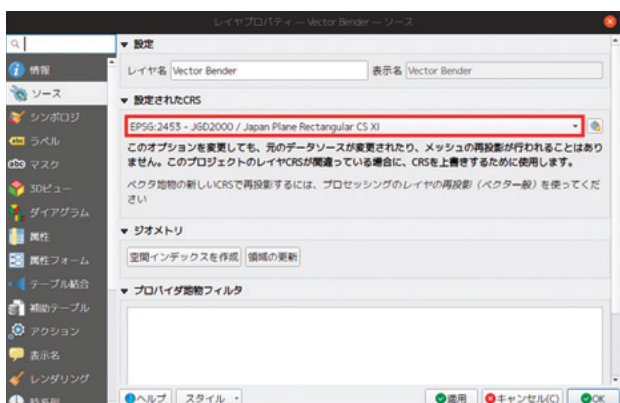 レイヤプロパティ — Vector Bender — ソース
情報
ソース
シンボロジ
ラベル
マスク
3Dビュー
ダイアグラム
属性
属性フォーム
テーブル結合
補助テーブル
アクション
表示名
レンダリング
時系列
▼ 設定
レイヤ名 Vector Bender 表示名 Vector Bender
▼ 設定されたCRS
EPSG:2453 - JGD2000 / Japan Plane Rectangular CS XI
このオプションを変更しても、元のデータソースが変更されたり、メッシュの再投影が行われることはあり
ません。このプロジェクトのレイヤCRSが間違っている場合に、CRSを上書きするために使用します。
ベクタ地物の新しいCRSで再投影するには、プロセッシングのレイヤの再投影（ベクター般）を使ってくだ
さい
▼ ジオメトリ
空間インデックスを作成 領域の更新
▼ プロバイダ地物フィルタ
ヘルプ スタイル 適用 キャンセル(C) OK